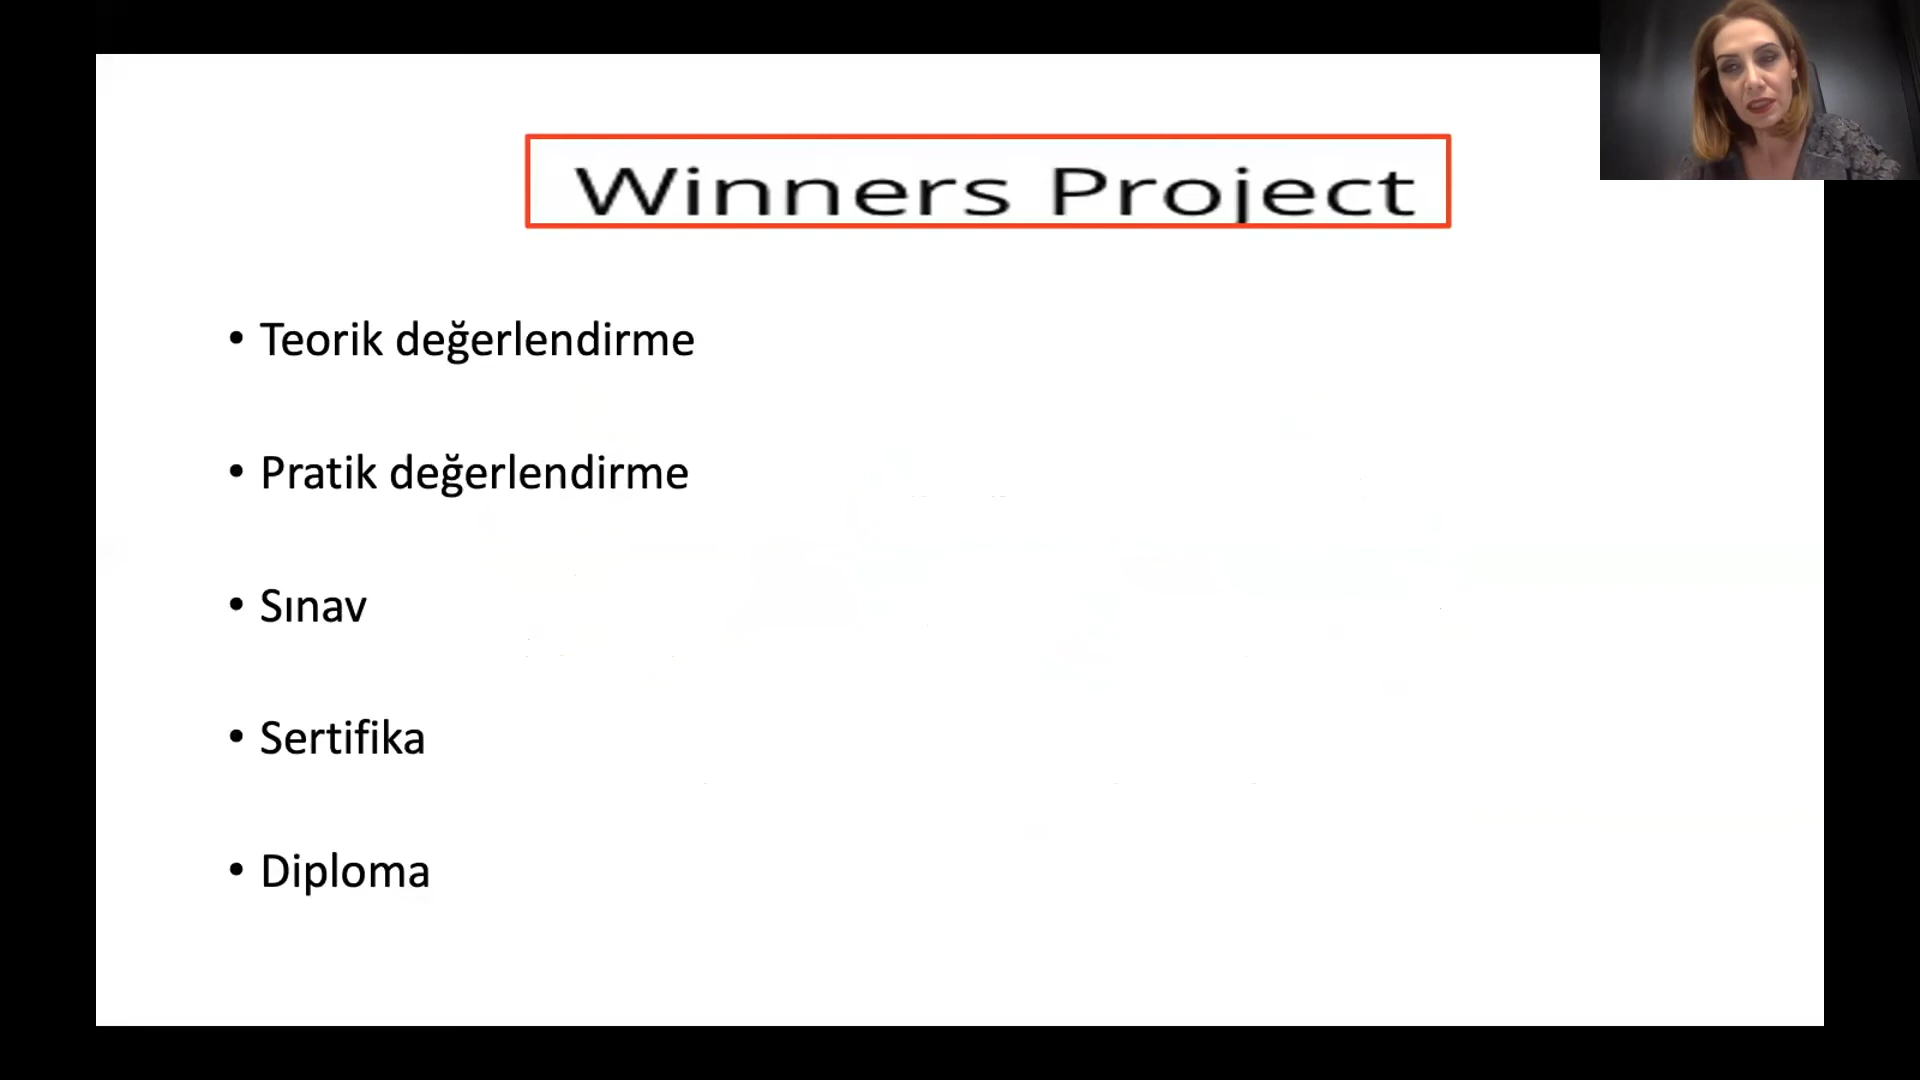 Winners Project
• Teorik değerlendirme
• Pratik değerlendirme
• Sınav
• Sertifika
• Diploma